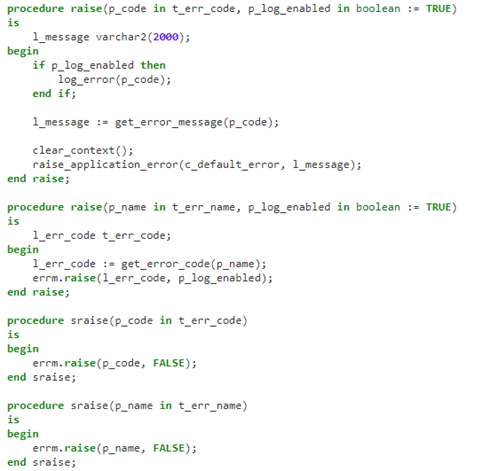 procedure raise(p_code in t_err_code, p_log_enabled in boolean := TRUE)
is
    l_message varchar2(2000);
begin
    if p_log_enabled then
        log_error(p_code);
    end if;

    l_message := get_error_message(p_code);

    clear_context();
    raise_application_error(c_default_error, l_message);
end raise;

procedure raise(p_name in t_err_name, p_log_enabled in boolean := TRUE)
is
    l_err_code t_err_code;
begin
    l_err_code := get_error_code(p_name);
    errm.raise(l_err_code, p_log_enabled);
end raise;

procedure sraise(p_code in t_err_code)
is
begin
    errm.raise(p_code, FALSE);
end sraise;

procedure sraise(p_name in t_err_name)
is
begin
    errm.raise(p_name, FALSE);
end sraise;